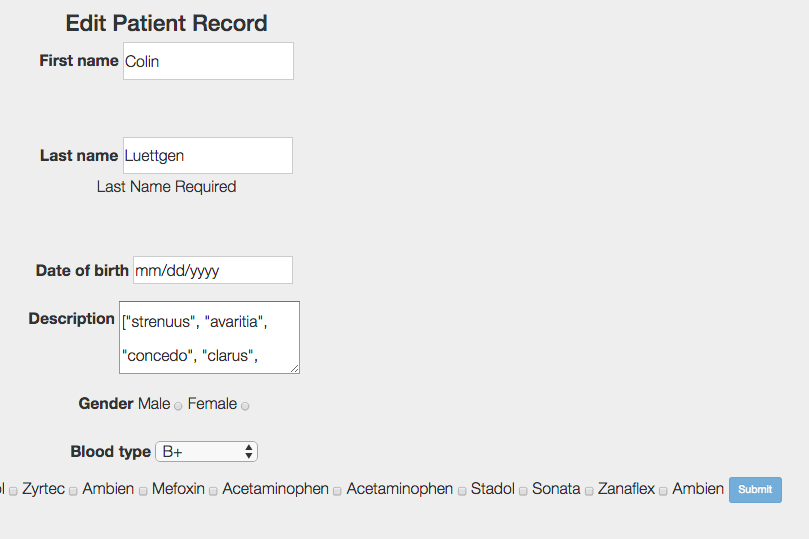 Edit Patient Record
First name Colin
Last name Luettgen
Last Name Required
Date of birth mm/dd/yyyy
Description ["strenuus", "avaritia",
"concedo", "clarus",
Gender Male Female
Blood type B+
Zyrtec Ambien Mefoxin Acetaminophen Acetaminophen Stadol Sonata Zanaflex Ambien Submit